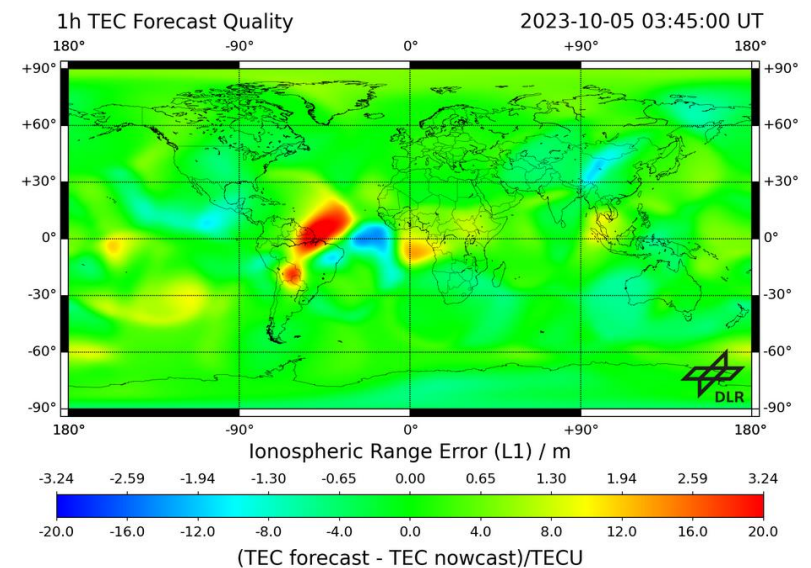 1h TEC Forecast Quality 2023-10-05 03:45:00 UT
180° -90° 0° +90° 180°
+90° +90°
+60° +60°
+30° +30°
0° 0°
-30° -30°
-60° -60°
DLR
-90° -90°
180° -90° 0° +90° 180°
Ionospheric Range Error (L1) / m
-3.24 -2.59 -1.94 -1.30 -0.65 0.00 0.65 1.30 1.94 2.59 3.24
-20.0 -16.0 -12.0 -8.0 -4.0 0.0 4.0 8.0 12.0 16.0 20.0
(TEC forecast - TEC nowcast)/TECU